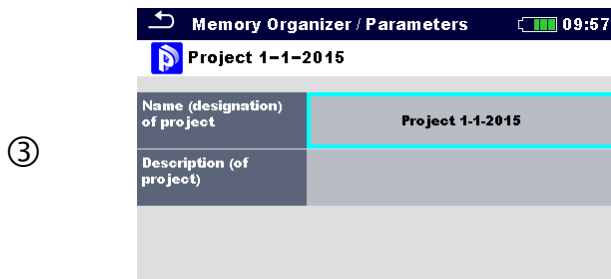 Memory Organizer / Parameters 09:57
Project 1-1-2015
Name (designation)
of project
Project 1-1-2015
③
Description (of
project)